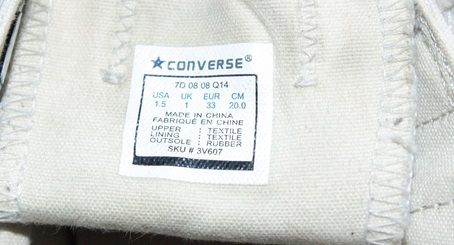 ★CONVERSE®
7D 08 08 Q14
USA UK EUR CM
1.5 1 33 20.0
MADE IN CHINA
FABRIQUÉ EN CHINE
UPPER : TEXTILE
LINING : TEXTILE
OUTSOLE : RUBBER
SKU # 3V607